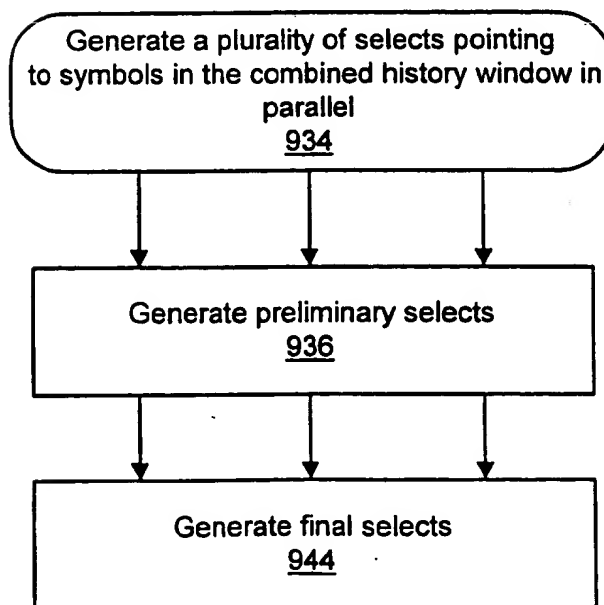 Generate a plurality of selects pointing
to symbols in the combined history window in
parallel
934
Generate preliminary selects
936
Generate final selects
944